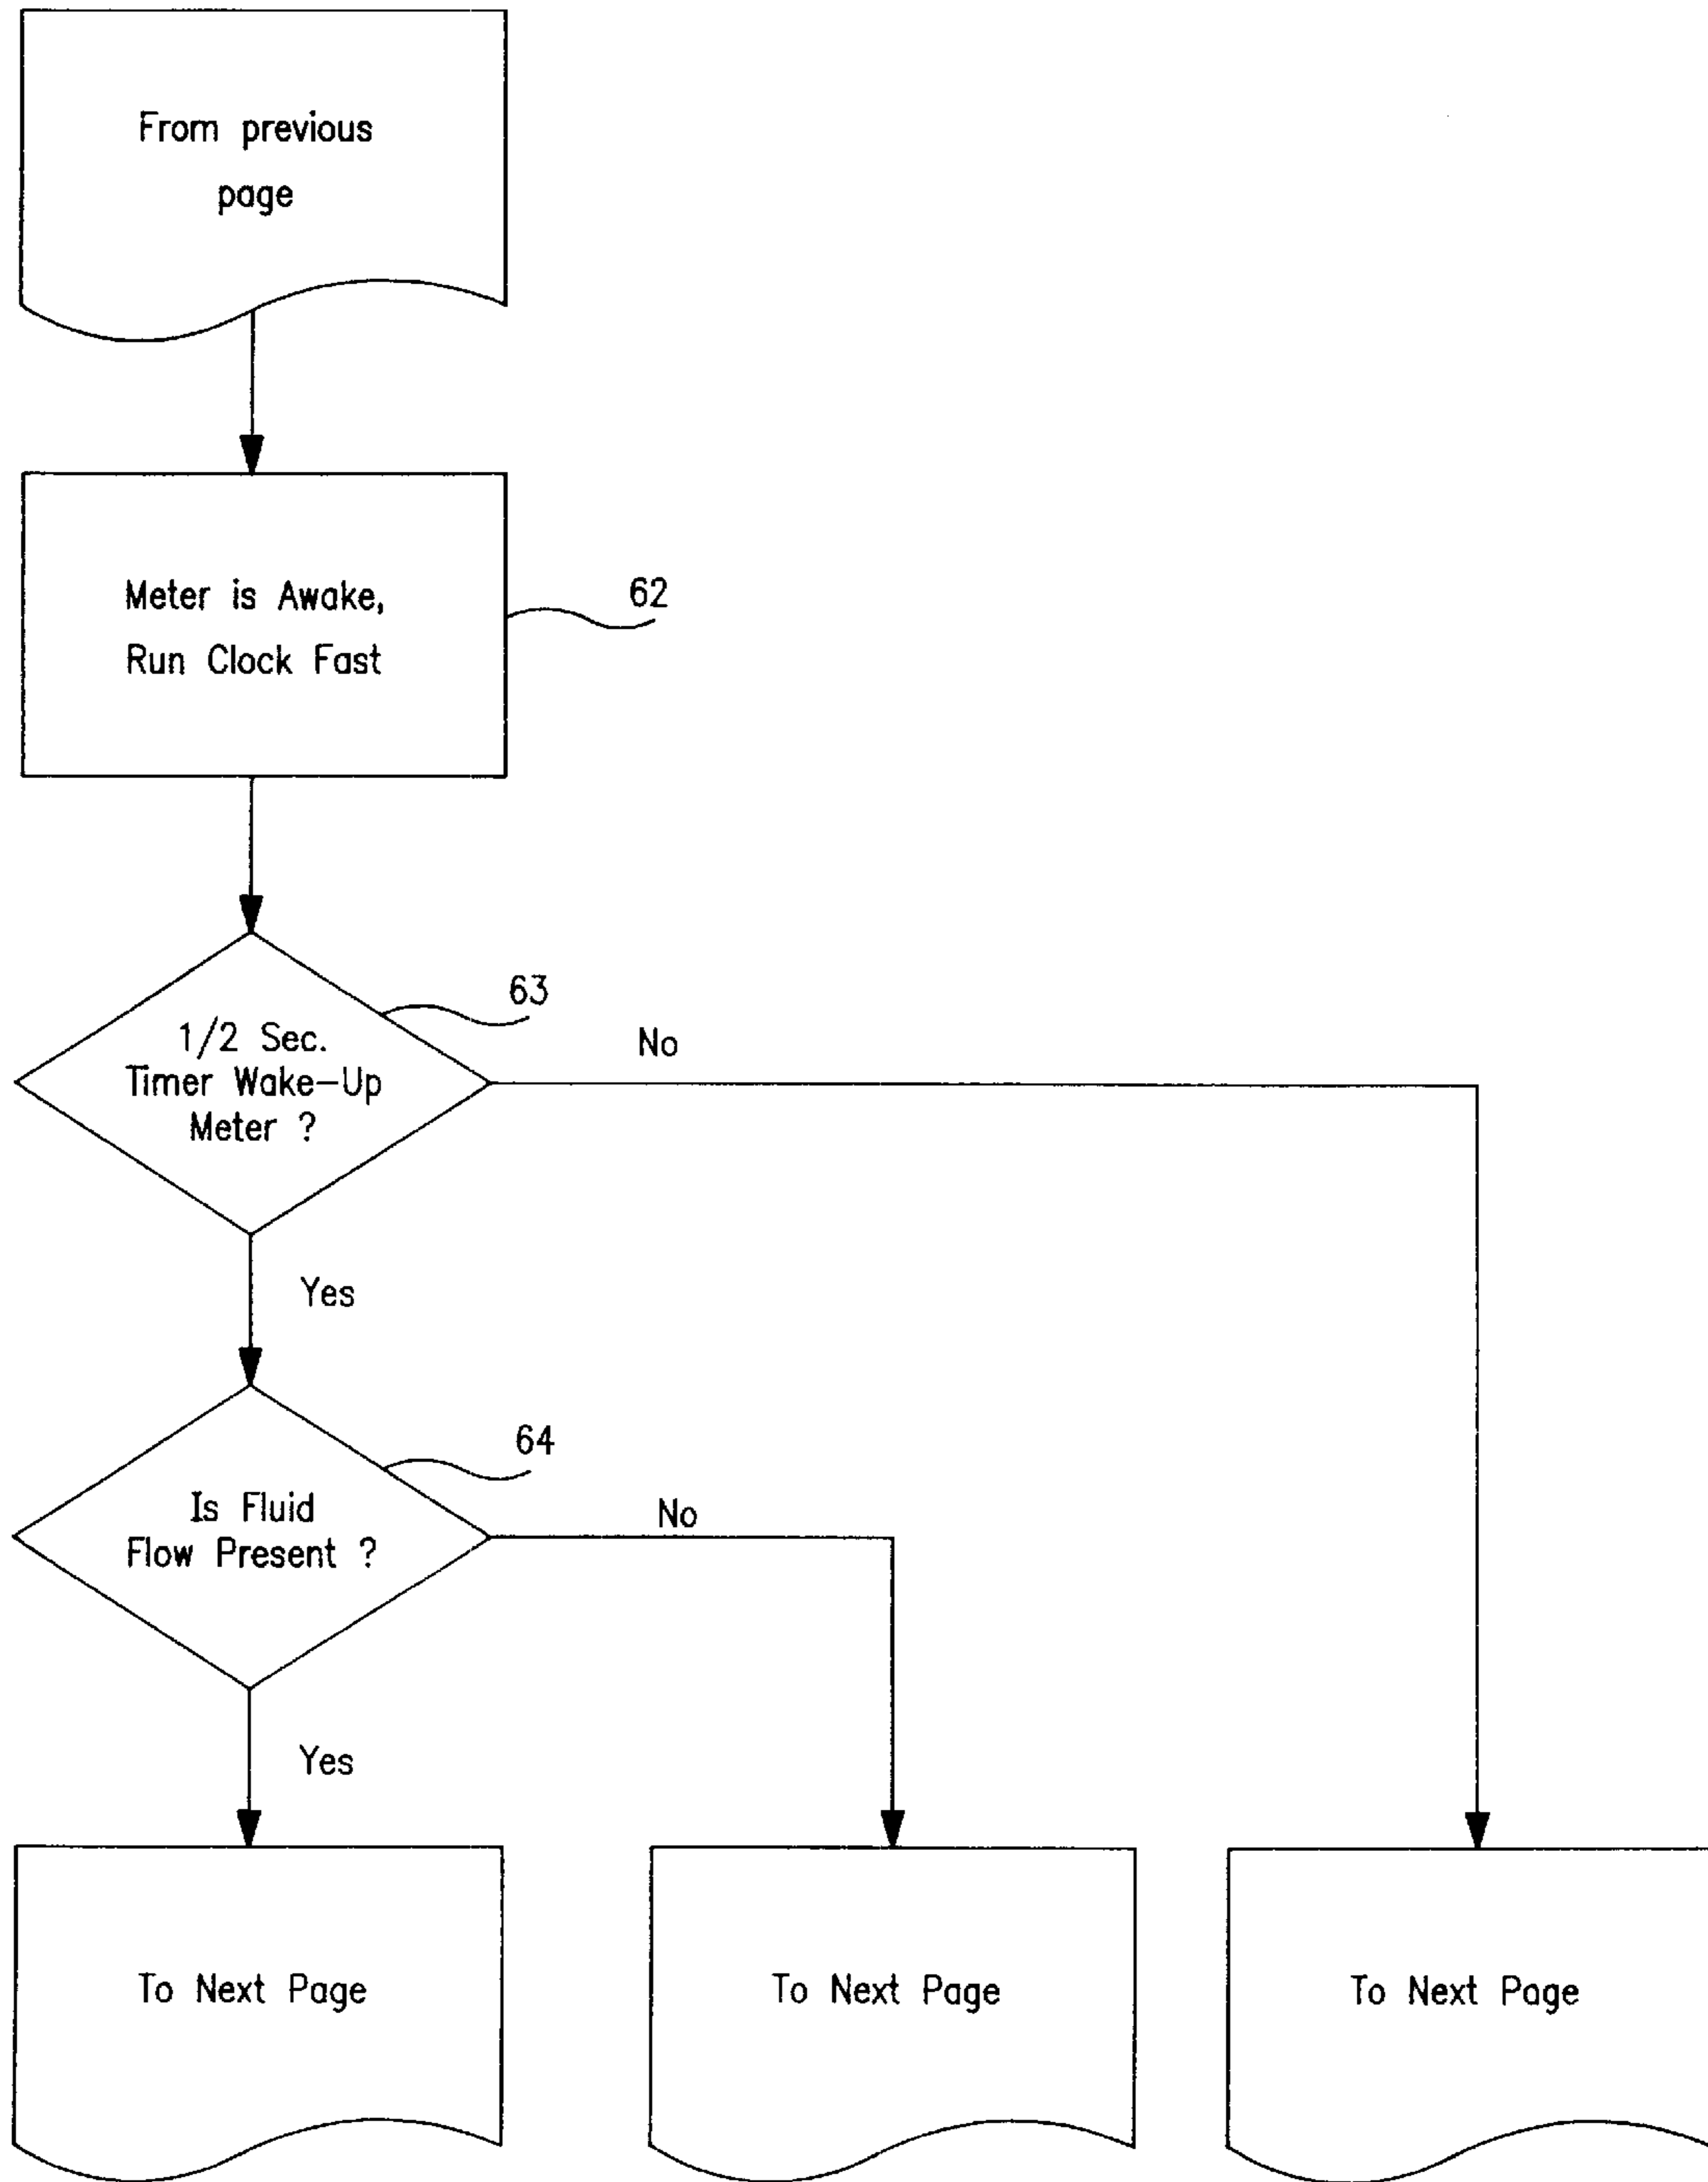 From previous
page
Meter is Awake,
Run Clock Fast
62
63
1/2 Sec.
Timer Wake-Up
Meter ?
No
Yes
64
Is Fluid
Flow Present ?
No
Yes
To Next Page
To Next Page
To Next Page